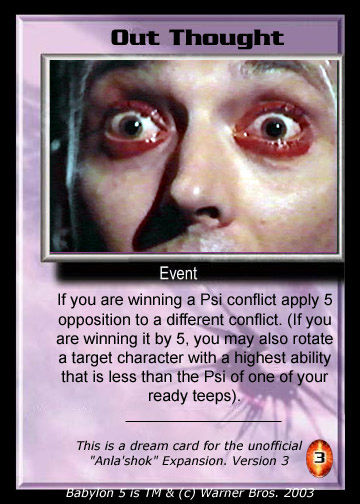 Out Thought
Event
If you are winning a Psi conflict apply 5
opposition to a different conflict. (If you
are winning it by 5, you may also rotate
a target character with a highest ability
that is less than the Psi of one of your
ready teeps).
This is a dream card for the unofficial
"Anla'shok" Expansion. Version 3
3
Babylon 5 is TM & (c) Warner Bros. 2003